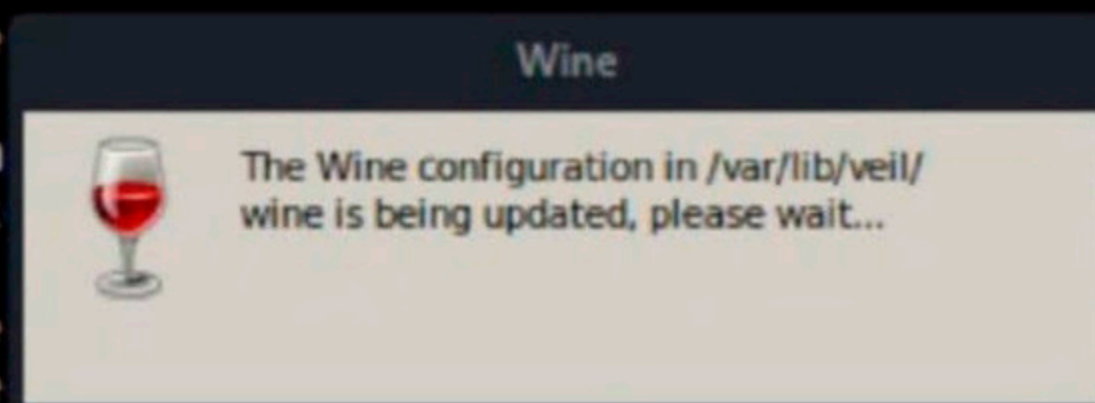 Wine
The Wine configuration in /var/lib/veil/
wine is being updated, please wait...